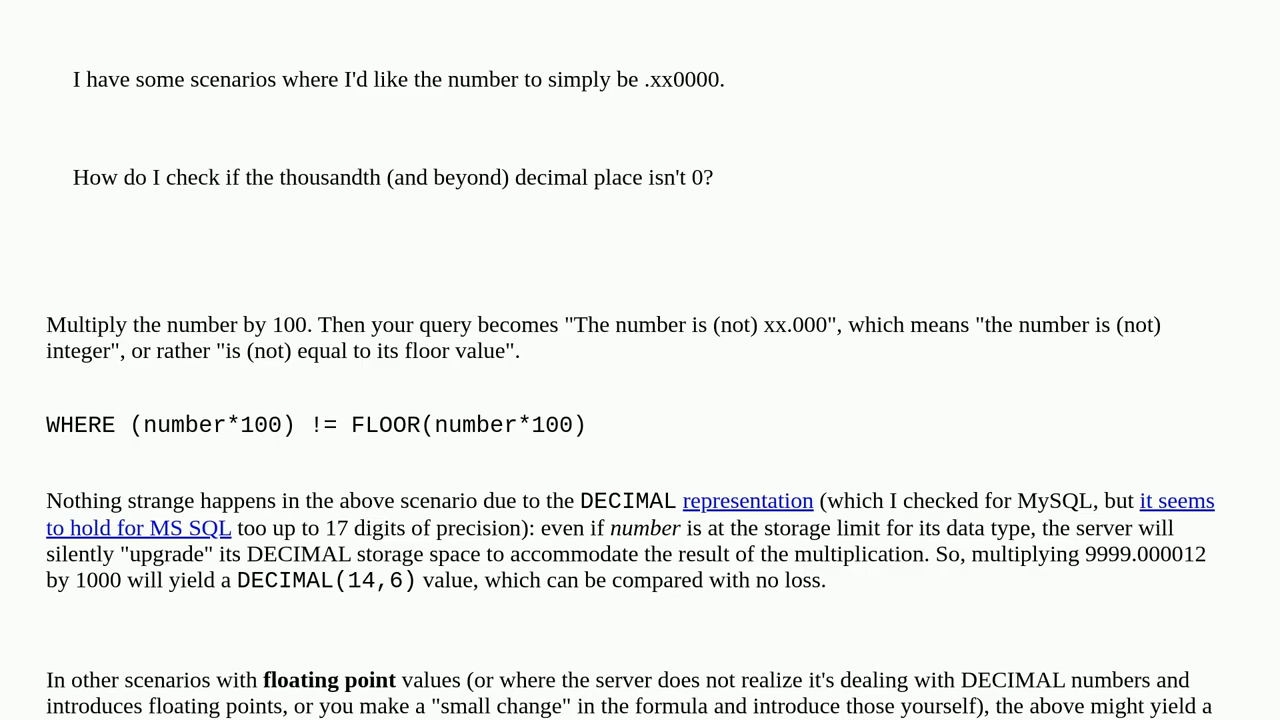 I have some scenarios where I'd like the number to simply be .xx0000.
How do I check if the thousandth (and beyond) decimal place isn't 0?
Multiply the number by 100. Then your query becomes "The number is (not) xx.000", which means "the number is (not)
integer", or rather "is (not) equal to its floor value".
WHERE (number*100) != FLOOR(number*100)
Nothing strange happens in the above scenario due to the DECIMAL representation (which I checked for MySQL, but it seems
to hold for MS SQL too up to 17 digits of precision): even if number is at the storage limit for its data type, the server will
silently "upgrade" its DECIMAL storage space to accommodate the result of the multiplication. So, multiplying 9999.000012
by 1000 will yield a DECIMAL(14,6) value, which can be compared with no loss.
In other scenarios with floating point values (or where the server does not realize it's dealing with DECIMAL numbers and
introduces floating points, or you make a "small change" in the formula and introduce those yourself), the above might yield a